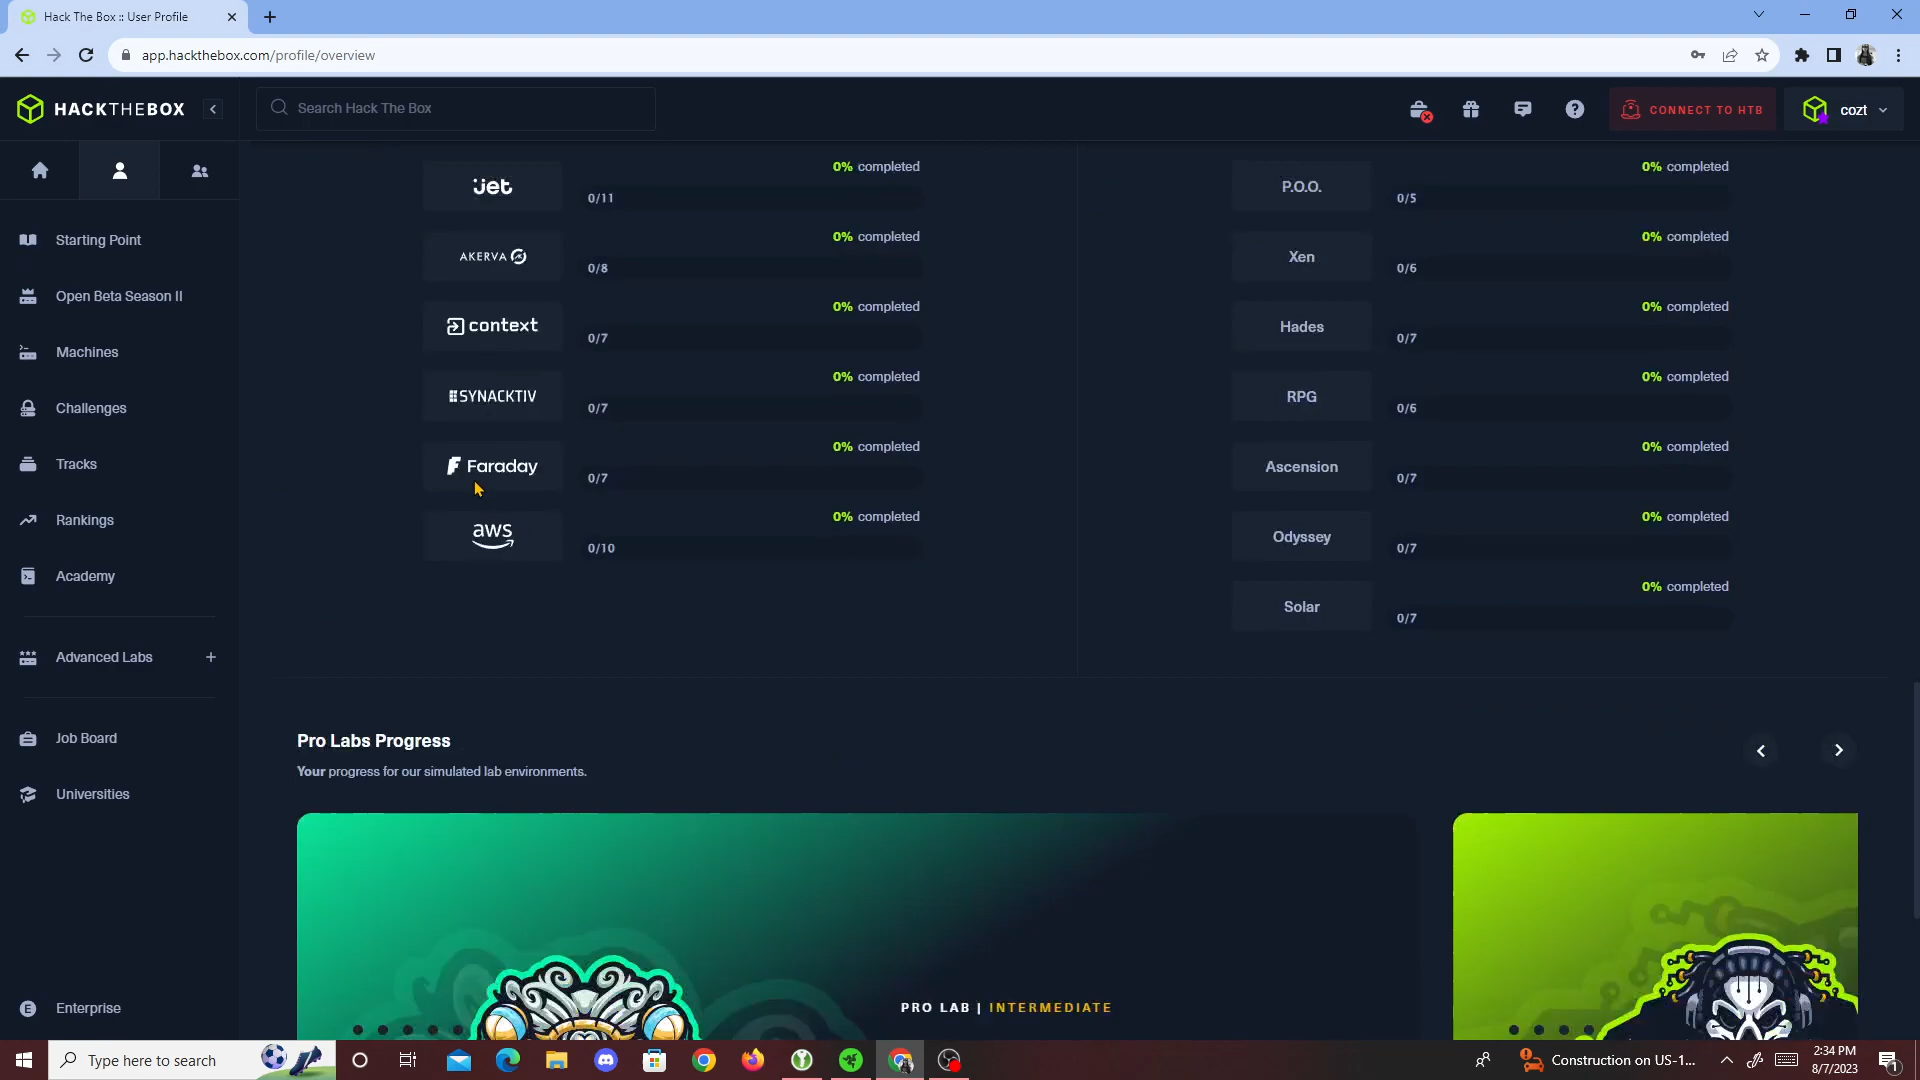 Hack The Box :: User Profile
app.hackthebox.com/profile/overview
HACKTHEBOX
Search Hack The Box
CONNECT TO HTB
cozt
Starting Point
Open Beta Season II
Machines
Challenges
Tracks
Rankings
Academy
Advanced Labs
Job Board
Universities
Enterprise
E
jet
0% completed
0/11
AKERVA
0% completed
0/8
context
0% completed
0/7
SYNACKTIV
0% completed
0/7
Faraday
0% completed
0/7
aws
0% completed
0/10
P.O.O.
0% completed
0/5
Xen
0% completed
0/6
Hades
0% completed
0/7
RPG
0% completed
0/6
Ascension
0% completed
0/7
Odyssey
0% completed
0/7
Solar
0% completed
0/7
Pro Labs Progress
Your progress for our simulated lab environments.
PRO LAB | INTERMEDIATE
Type here to search
Construction on US-1...
2:34 PM
8/7/2023
1